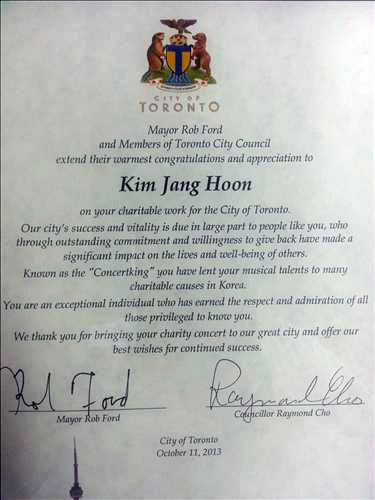 CITY OF
TORONTO
Mayor Rob Ford
and Members of Toronto City Council
extend their warmest congratulations and appreciation to
Kim Jang Hoon
on your charitable work for the City of Toronto.
Our city's success and vitality is due in large part to people like you, who
through outstanding commitment and willingness to give back have made a
significant impact on the lives and well-being of others.
Known as the "Concertking" you have lent your musical talents to many
charitable causes in Korea.
You are an exceptional individual who has earned the respect and admiration of all
those privileged to know you.
We thank you for bringing your charity concert to our great city and offer our
best wishes for continued success.
Rob Ford Raymond Cho
Mayor Rob Ford Councillor Raymond Cho
City of Toronto
October 11, 2013